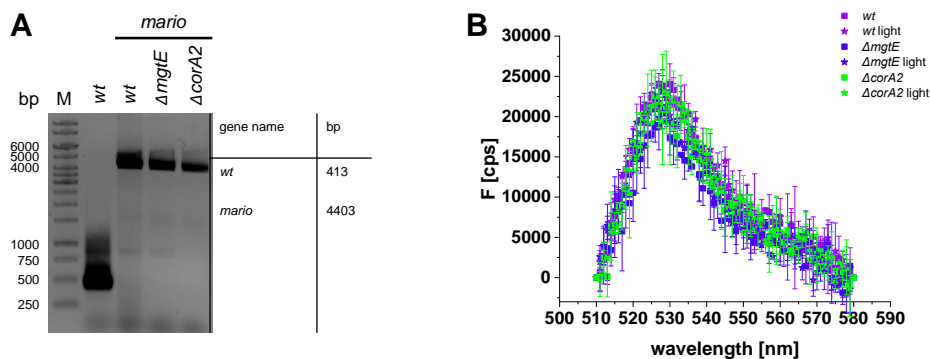 A
mario
bp
M
wt
wt
ΔmgtE
ΔcorA2
6000
5000
4000
1000
750
500
250
gene name bp
wt 413
mario 4403
B
wt
wt light
ΔmgtE
ΔmgtE light
ΔcorA2
ΔcorA2 light
F [cps]
30000
25000
20000
15000
10000
5000
0
500 510 520 530 540 550 560 570 580 590
wavelength [nm]